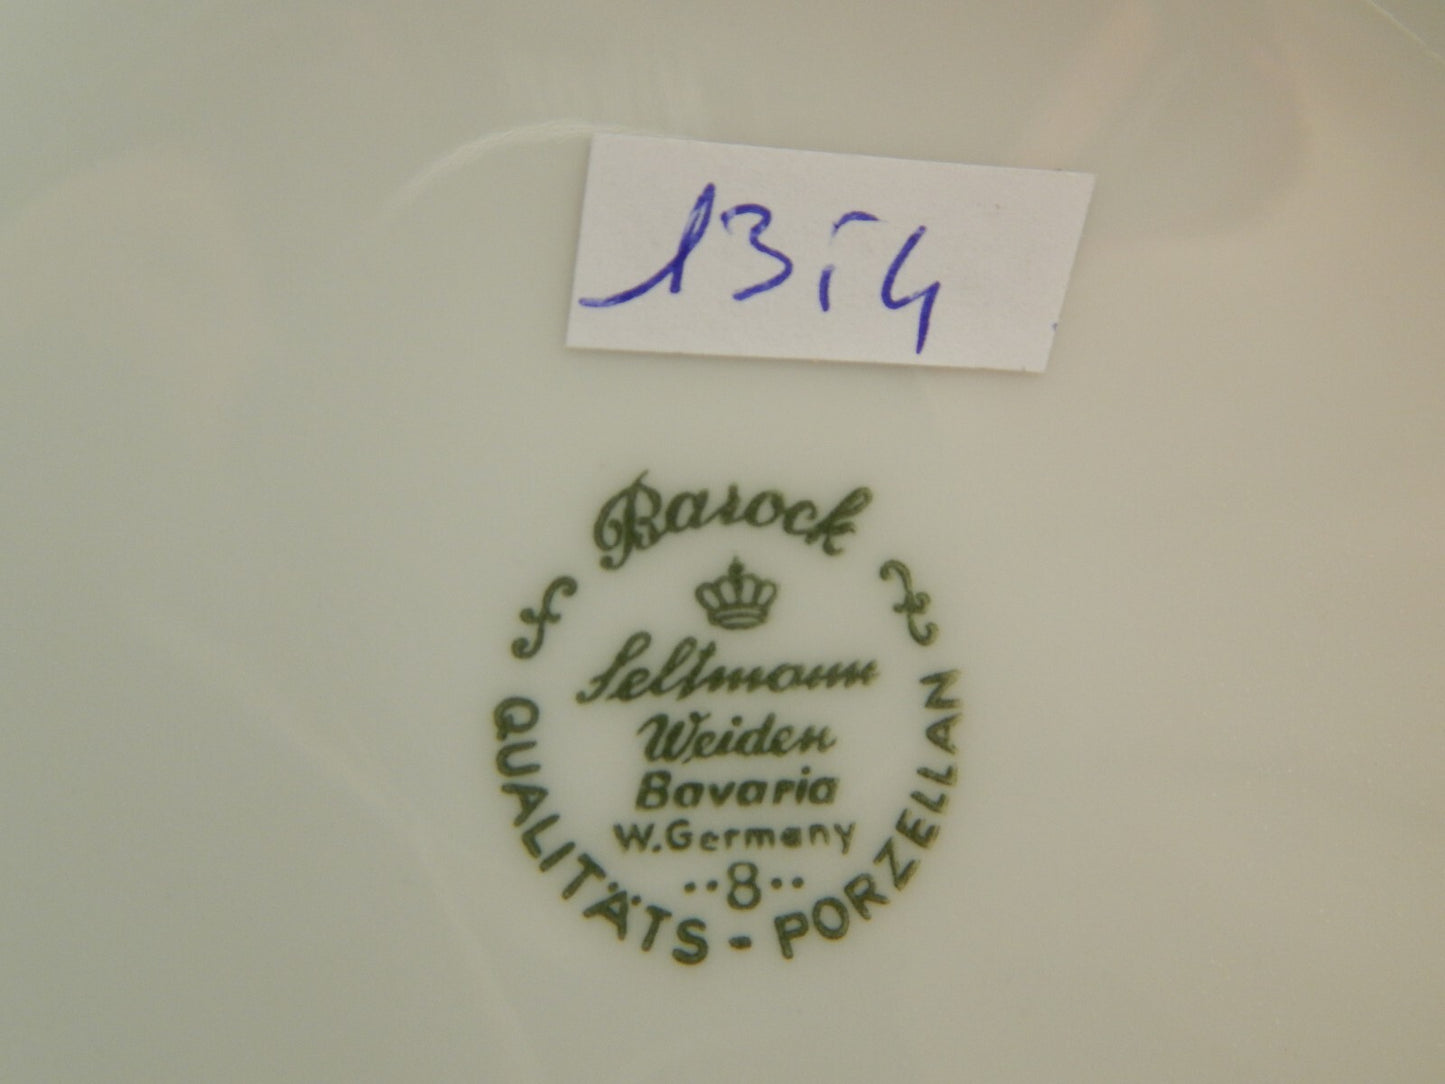 1354
Barock
Seltmann
Weiden
Bavaria
W.Germany
..8..
QUALITÄTS - PORZELLAN